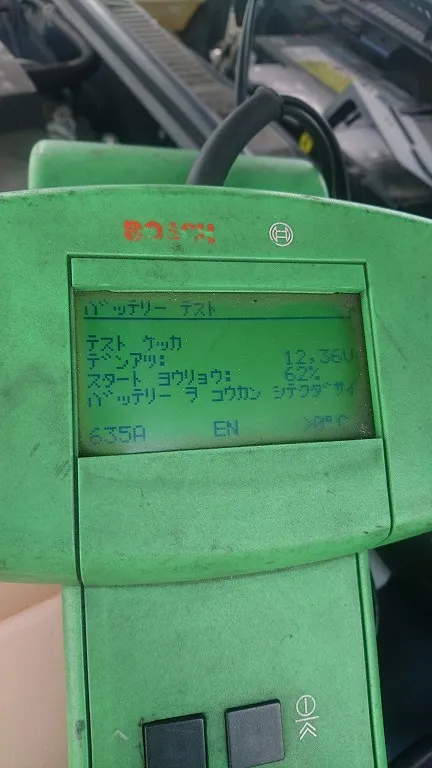 BOSCH
バッテリー テスト
テスト ケッカ
デンアツ: 12,36V
スタート ヨウリョウ: 62%
バッテリー ヲ コウカン シテクダサイ
635A EN >0°C